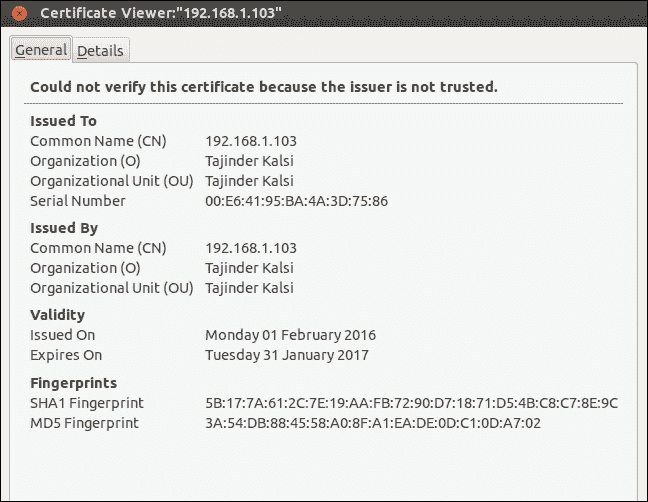 Certificate Viewer:"192.168.1.103"
General Details
Could not verify this certificate because the issuer is not trusted.
Issued To
Common Name (CN) 192.168.1.103
Organization (O) Tajinder Kalsi
Organizational Unit (OU) Tajinder Kalsi
Serial Number 00:E6:41:95:BA:4A:3D:75:86
Issued By
Common Name (CN) 192.168.1.103
Organization (O) Tajinder Kalsi
Organizational Unit (OU) Tajinder Kalsi
Validity
Issued On Monday 01 February 2016
Expires On Tuesday 31 January 2017
Fingerprints
SHA1 Fingerprint 5B:17:7A:61:2C:7E:19:AA:FB:72:90:D7:18:71:D5:4B:C8:C7:8E:9C
MD5 Fingerprint 3A:54:DB:88:45:58:A0:8F:A1:EA:DE:0D:C1:0D:A7:02